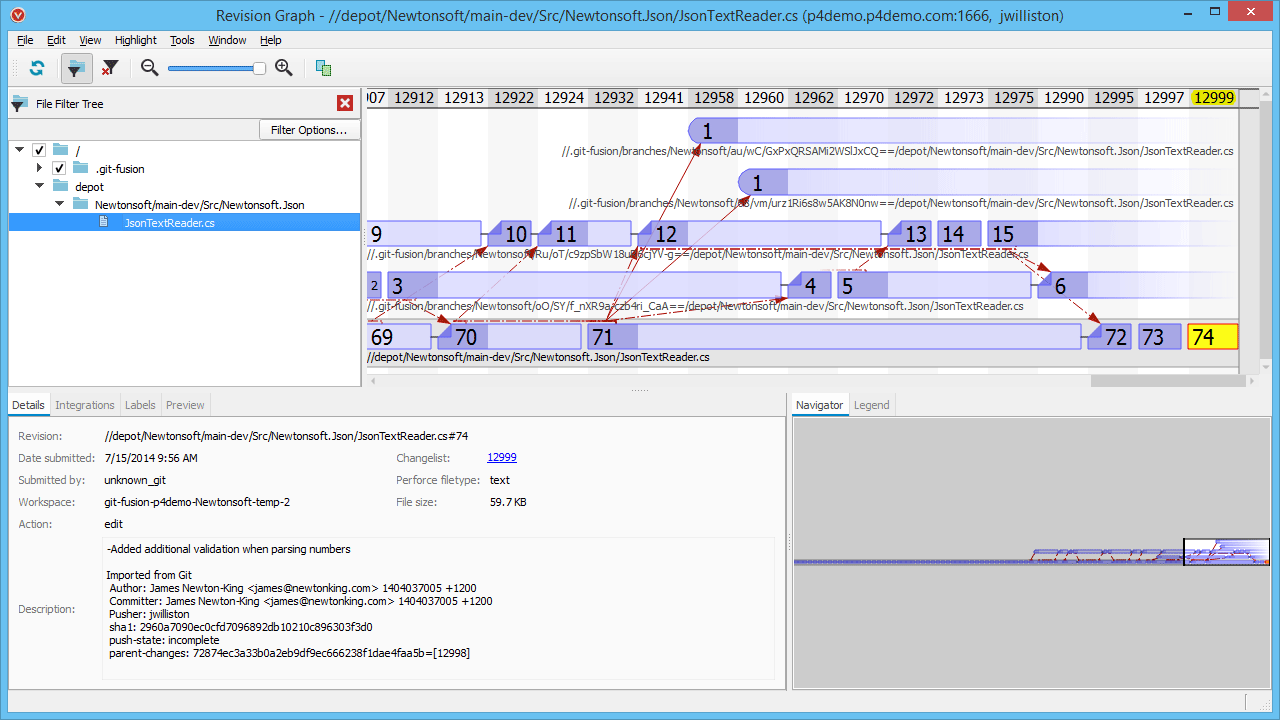 Revision Graph - //depot/Newtonsoft/main-dev/Src/Newtonsoft.Json/JsonTextReader.cs (p4demo.p4demo.com:1666, jwilliston)
File Edit View Highlight Tools Window Help
File Filter Tree
Filter Options...
/
.git-fusion
depot
Newtonsoft/main-dev/Src/Newtonsoft.Json
JsonTextReader.cs
907 12912 12913 12922 12924 12932 12941 12958 12960 12962 12970 12972 12973 12975 12990 12995 12997 12999
1
//.git-fusion/branches/Newtonsoft/au/wC/GxPxQRSAMi2WSlJxCQ==/depot/Newtonsoft/main-dev/Src/Newtonsoft.Json/JsonTextReader.cs
1
//.git-fusion/branches/Newtonsoft/
/vm/urz1Ri6s8w5AK8N0nw==/depot/Newtonsoft/main-dev/Src/Newtonsoft.Json/JsonTextReader.cs
9 10 11 12 13 14 15
//.git-fusion/branches/Newtonsoft/Ru/oT/
==/depot/Newtonsoft/main-dev/Src/Newtonsoft.Json/JsonTextReader.cs
2 3 4 5 6
//.git-fusion/branches/Newtonsoft/oO/SY/
_CaA==/depot/Newtonsoft/main-dev/Src/Newtonsoft.Json/JsonTextReader.cs
69 70 71 72 73 74
//depot/Newtonsoft/main-dev/Src/Newtonsoft.Json/JsonTextReader.cs
Details Integrations Labels Preview
Revision: //depot/Newtonsoft/main-dev/Src/Newtonsoft.Json/JsonTextReader.cs#74
Date submitted: 7/15/2014 9:56 AM Changelist: 12999
Submitted by: unknown_git Perforce filetype: text
Workspace: git-fusion-p4demo-Newtonsoft-temp-2 File size: 59.7 KB
Action: edit
Description:
-Added additional validation when parsing numbers
Imported from Git
Author: James Newton-King <james@newtonking.com> 1404037005 +1200
Committer: James Newton-King <james@newtonking.com> 1404037005 +1200
Pusher: jwilliston
sha1: 2960a7090ec0cfd7096892db10210c896303f3d0
push-state: incomplete
parent-changes: 72874ec3a33b0a2eb9df9ec666238f1dae4faa5b=[12998]
Navigator Legend